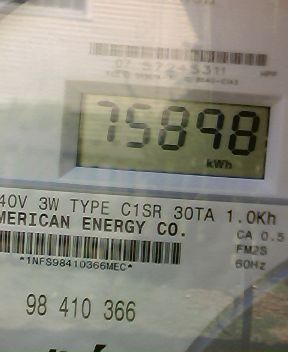 75898
kWh
40V 3W TYPE C1SR 30TA 1.0Kh
MERICAN ENERGY CO.
CA 0.5
FM2S
60Hz
*1NFS98410366MEC*
98 410 366